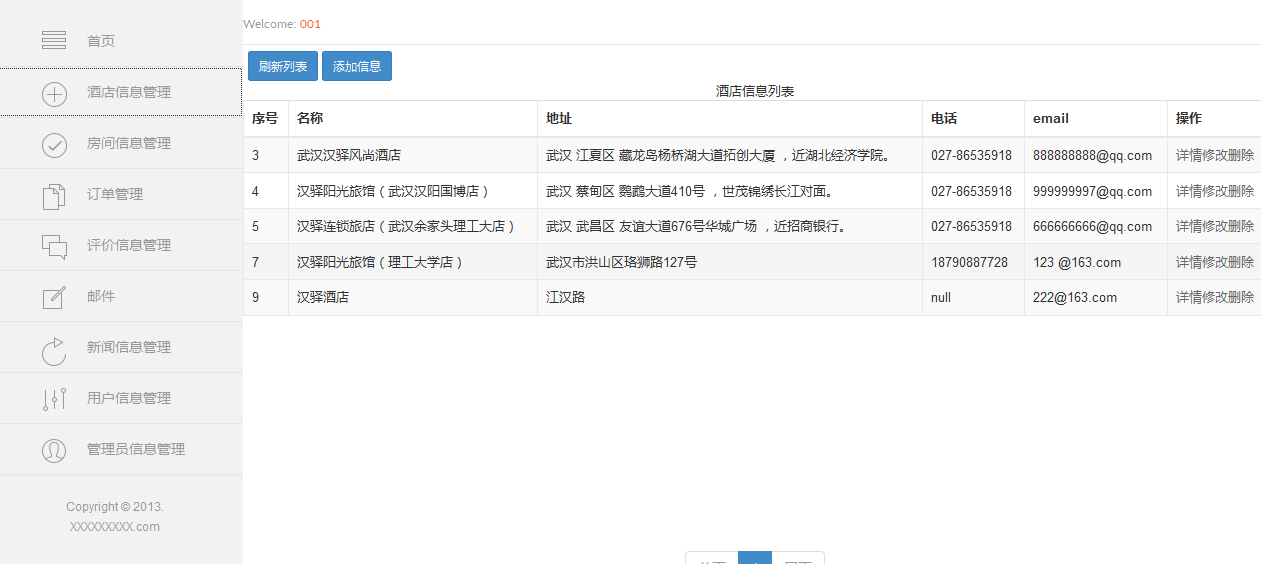 首页
酒店信息管理
房间信息管理
订单管理
评价信息管理
邮件
新闻信息管理
用户信息管理
管理员信息管理
Copyright © 2013.
XXXXXXXXX.com
Welcome: 001
刷新列表 添加信息
酒店信息列表
序号 名称 地址 电话 email 操作
3 武汉汉驿风尚酒店 武汉 江夏区 藏龙岛杨桥湖大道拓创大厦 ，近湖北经济学院。 027-86535918 888888888@qq.com 详情修改删除
4 汉驿阳光旅馆（武汉汉阳国博店） 武汉 蔡甸区 鹦鹉大道410号 ，世茂锦绣长江对面。 027-86535918 999999997@qq.com 详情修改删除
5 汉驿连锁旅店（武汉余家头理工大店） 武汉 武昌区 友谊大道676号华城广场 ，近招商银行。 027-86535918 666666666@qq.com 详情修改删除
7 汉驿阳光旅馆（理工大学店） 武汉市洪山区珞狮路127号 18790887728 123 @163.com 详情修改删除
9 汉驿酒店 江汉路 null 222@163.com 详情修改删除